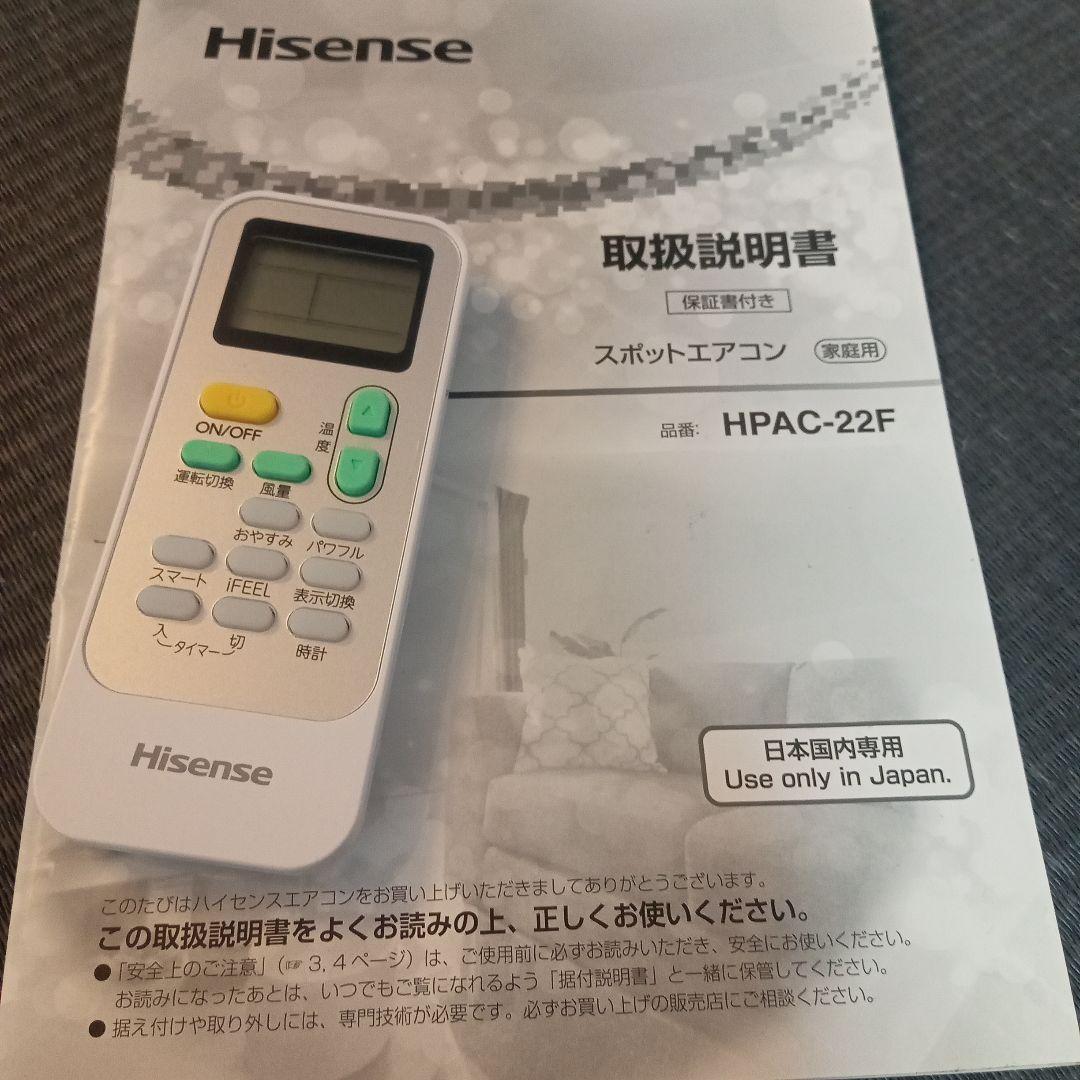 Hisense
取扱説明書
保証書付き
スポットエアコン 家庭用
品番: HPAC-22F
ON/OFF
温度
運転切換 風量
おやすみ パワフル
スマート iFEEL 表示切換
入 タイマー 切 時計
Hisense
日本国内専用
Use only in Japan.
このたびはハイセンスエアコンをお買い上げいただきましてありがとうございます。
この取扱説明書をよくお読みの上、正しくお使いください。
●「安全上のご注意」(☞ 3, 4 ページ) は、ご使用前に必ずお読みいただき、安全にお使いください。
お読みになったあとは、いつでもご覧になれるよう「据付説明書」と一緒に保管してください。
● 据え付けや取り外しには、専門技術が必要です。必ずお買い上げの販売店にご相談ください。